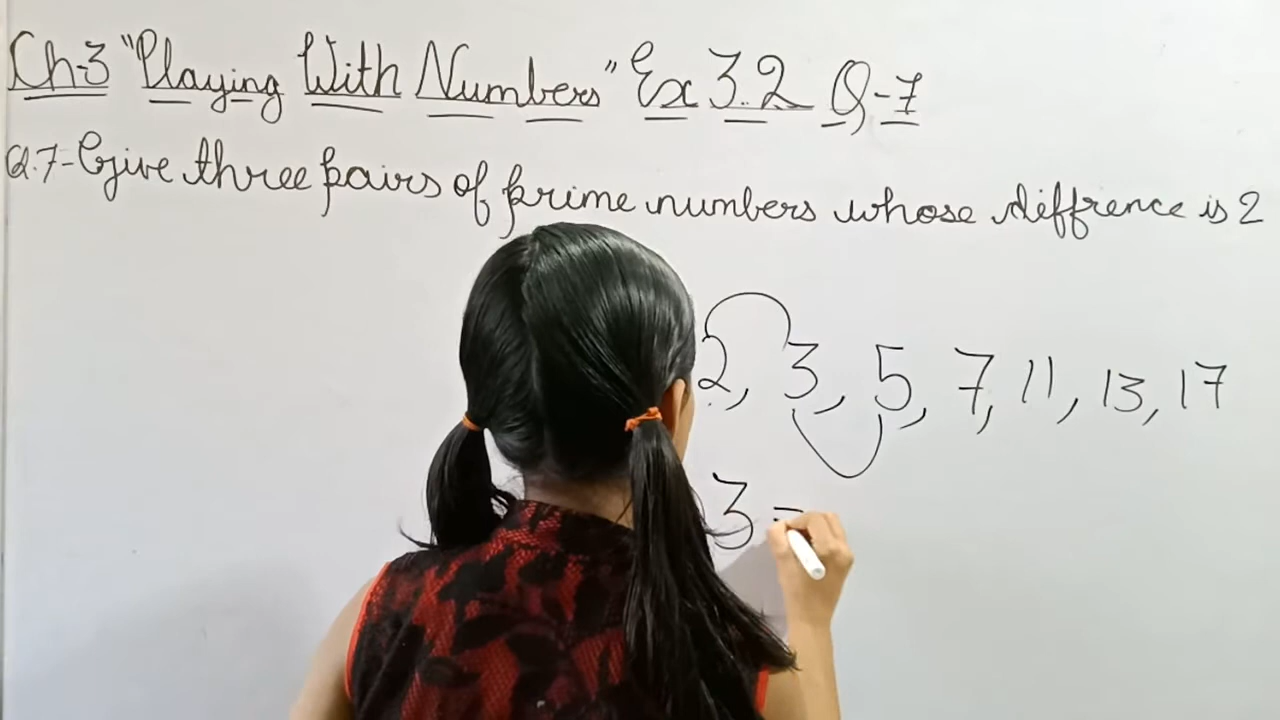 Ch-3 "Playing With Numbers" Ex 3.2 Q-7
Q.7-Give three pairs of prime numbers whose diffrence is 2
2, 3, 5, 7, 11, 13, 17
3 =